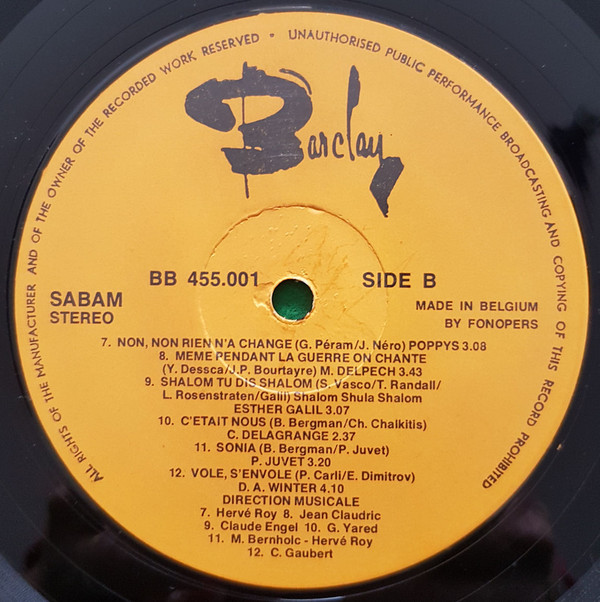 ALL RIGHTS OF THE MANUFACTURER AND OF THE OWNER OF THE RECORDED WORK RESERVED • UNAUTHORISED PUBLIC PERFORMANCE BROADCASTING AND COPYING OF THIS RECORD PROHIBITED
Barclay
BB 455.001 SIDE B
SABAM
STEREO
MADE IN BELGIUM
BY FONOPERS
7. NON, NON RIEN N'A CHANGE (G. Péram/J. Néro) POPPYS 3.08
8. MEME PENDANT LA GUERRE ON CHANTE
(Y. Dessca/J.P. Bourtayre) M. DELPECH 3.43
9. SHALOM TU DIS SHALOM (S. Vasco/T. Randall/
L. Rosenstraten/Galil) Shalom Shula Shalom
ESTHER GALIL 3.07
10. C'ETAIT NOUS (B. Bergman/Ch. Chalkitis)
C. DELAGRANGE 2.37
11. SONIA (B. Bergman/P. Juvet)
P. JUVET 3.20
12. VOLE, S'ENVOLE (P. Carli/E. Dimitrov)
D. A. WINTER 4.10
DIRECTION MUSICALE
7. Hervé Roy 8. Jean Claudric
9. Claude Engel 10. G. Yared
11. M. Bernholc - Hervé Roy
12. C. Gaubert